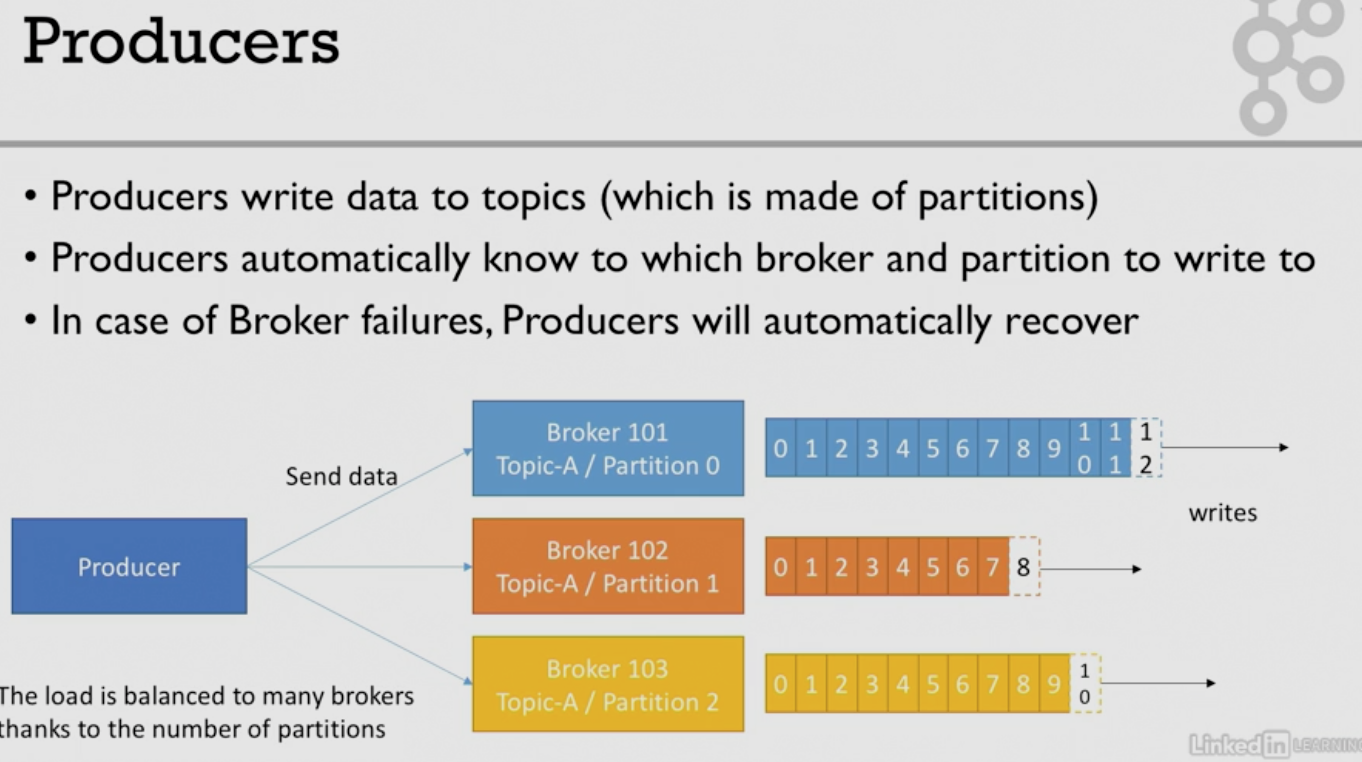 Producers
• Producers write data to topics (which is made of partitions)
• Producers automatically know to which broker and partition to write to
• In case of Broker failures, Producers will automatically recover
Send data
Producer
Broker 101
Topic-A / Partition 0
0 1 2 3 4 5 6 7 8 9 10 11 12
writes
Broker 102
Topic-A / Partition 1
0 1 2 3 4 5 6 7 8
Broker 103
Topic-A / Partition 2
0 1 2 3 4 5 6 7 8 9 10
The load is balanced to many brokers
thanks to the number of partitions
Linked in LEARNING